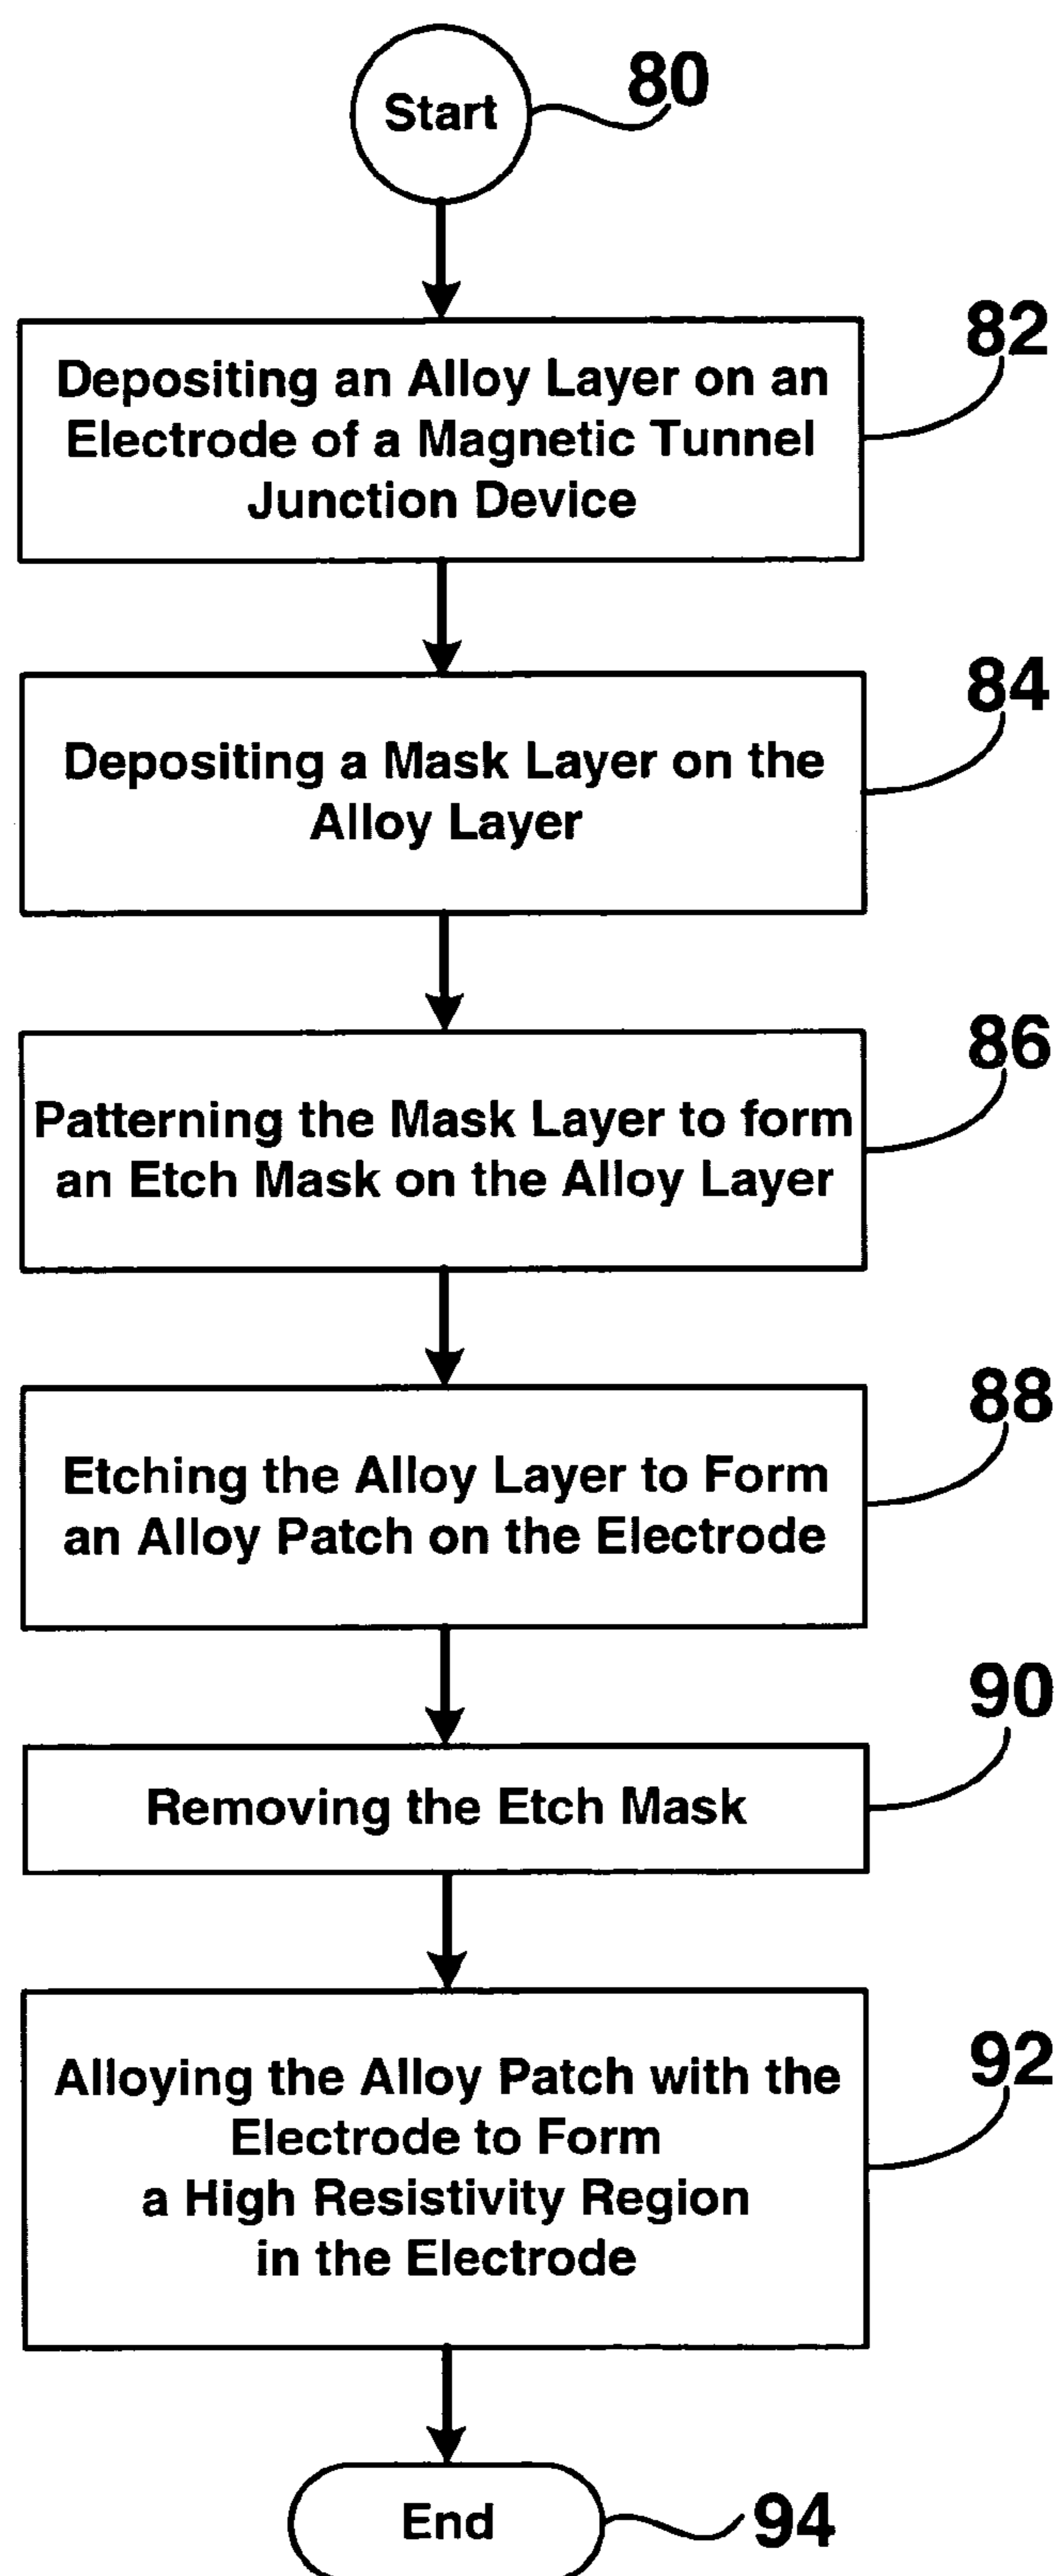 Start
80
Depositing an Alloy Layer on an
Electrode of a Magnetic Tunnel
Junction Device
82
Depositing a Mask Layer on the
Alloy Layer
84
Patterning the Mask Layer to form
an Etch Mask on the Alloy Layer
86
Etching the Alloy Layer to Form
an Alloy Patch on the Electrode
88
Removing the Etch Mask
90
Alloying the Alloy Patch with the
Electrode to Form
a High Resistivity Region
in the Electrode
92
End
94